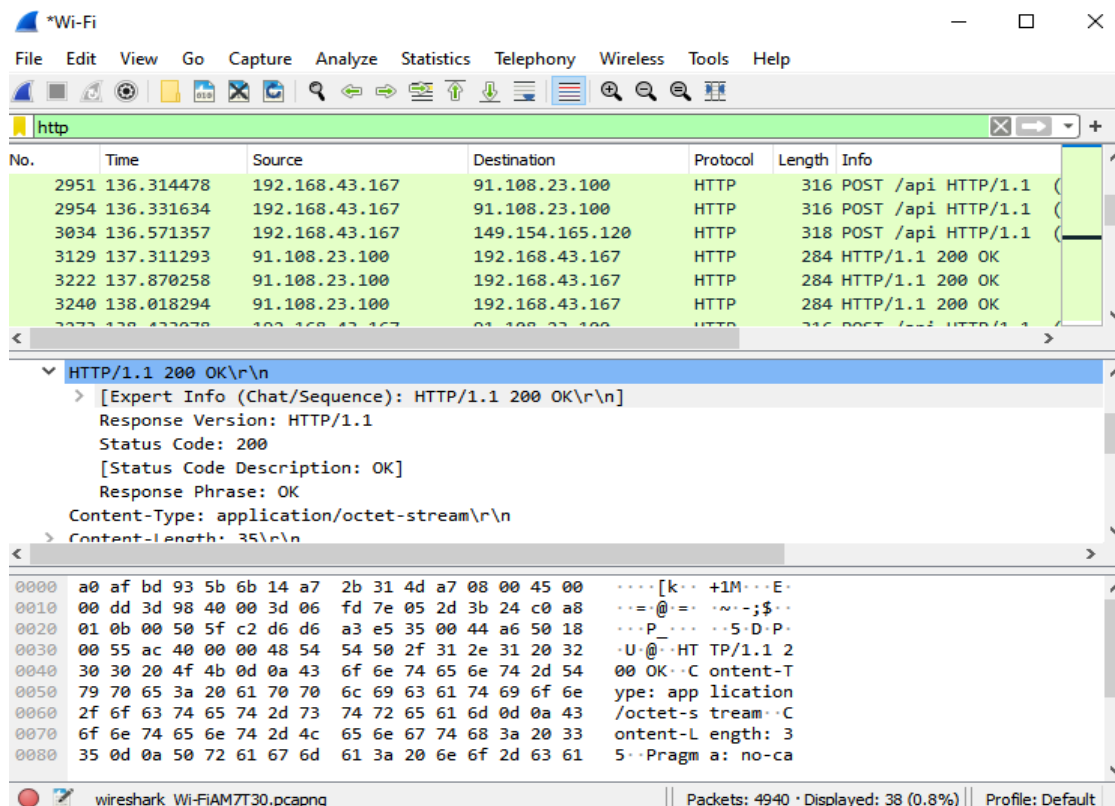 *Wi-Fi
File Edit View Go Capture Analyze Statistics Telephony Wireless Tools Help
http
No. Time Source Destination Protocol Length Info
2951 136.314478 192.168.43.167 91.108.23.100 HTTP 316 POST /api HTTP/1.1 (
2954 136.331634 192.168.43.167 91.108.23.100 HTTP 316 POST /api HTTP/1.1 (
3034 136.571357 192.168.43.167 149.154.165.120 HTTP 318 POST /api HTTP/1.1 (
3129 137.311293 91.108.23.100 192.168.43.167 HTTP 284 HTTP/1.1 200 OK
3222 137.870258 91.108.23.100 192.168.43.167 HTTP 284 HTTP/1.1 200 OK
3240 138.018294 91.108.23.100 192.168.43.167 HTTP 284 HTTP/1.1 200 OK
HTTP/1.1 200 OK\r\n
[Expert Info (Chat/Sequence): HTTP/1.1 200 OK\r\n]
Response Version: HTTP/1.1
Status Code: 200
[Status Code Description: OK]
Response Phrase: OK
Content-Type: application/octet-stream\r\n
Content-Length: 35\r\n
0000 a0 af bd 93 5b 6b 14 a7 2b 31 4d a7 08 00 45 00 ····[k·· +1M···E·
0010 00 dd 3d 98 40 00 3d 06 fd 7e 05 2d 3b 24 c0 a8 ··=·@·=· ·~·-;$··
0020 01 0b 00 50 5f c2 d6 d6 a3 e5 35 00 44 a6 50 18 ···P_··· ··5·D·P·
0030 00 55 ac 40 00 00 48 54 54 50 2f 31 2e 31 20 32 ·U·@··HT TP/1.1 2
0040 30 30 20 4f 4b 0d 0a 43 6f 6e 74 65 6e 74 2d 54 00 OK··C ontent-T
0050 79 70 65 3a 20 61 70 70 6c 69 63 61 74 69 6f 6e ype: app lication
0060 2f 6f 63 74 65 74 2d 73 74 72 65 61 6d 0d 0a 43 /octet-s tream··C
0070 6f 6e 74 65 6e 74 2d 4c 65 6e 67 74 68 3a 20 33 ontent-L ength: 3
0080 35 0d 0a 50 72 61 67 6d 61 3a 20 6e 6f 2d 63 61 5··Pragm a: no-ca
wireshark_Wi-FiAM7T30.pcapng Packets: 4940 · Displayed: 38 (0.8%) Profile: Default